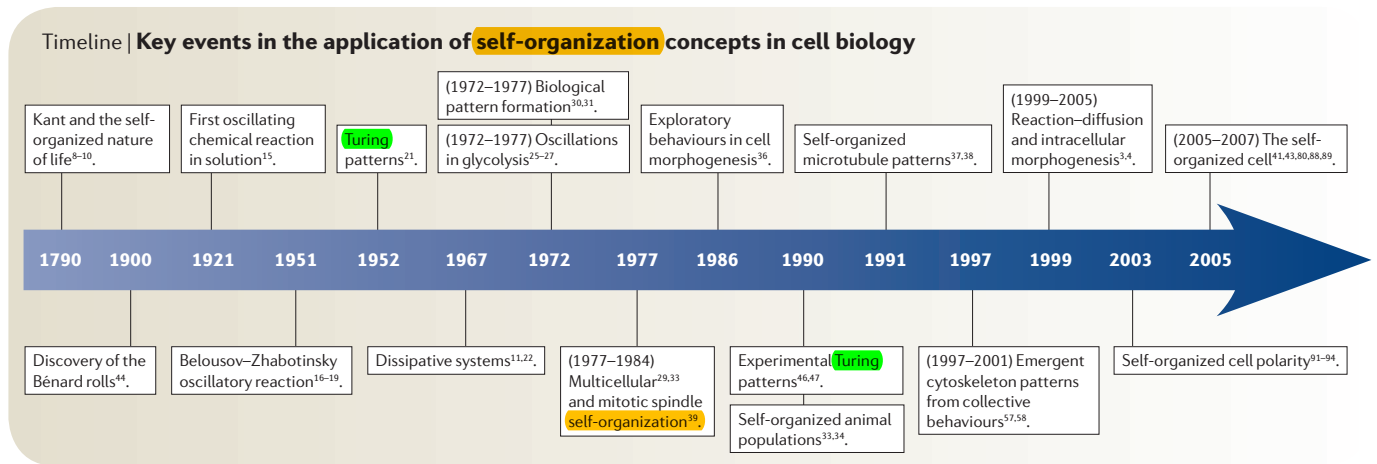 Timeline | Key events in the application of self-organization concepts in cell biology
Kant and the self-
organized nature
of life⁸⁻¹⁰.
First oscillating
chemical reaction
in solution¹⁵.
Turing
patterns²¹.
(1972–1977) Biological
pattern formation³⁰,³¹.
(1972–1977) Oscillations
in glycolysis²⁵⁻²⁷.
Exploratory
behaviours in cell
morphogenesis³⁶.
Self-organized
microtubule patterns³⁷,³⁸.
(1999–2005)
Reaction–diffusion
and intracellular
morphogenesis³,⁴.
(2005–2007) The self-
organized cell⁴¹,⁴³,⁸⁰,⁸⁸,⁸⁹.
1790 1900 1921 1951 1952 1967 1972 1977 1986 1990 1991 1997 1999 2003 2005
Discovery of the
Bénard rolls⁴⁴.
Belousov–Zhabotinsky
oscillatory reaction¹⁶⁻¹⁹.
Dissipative systems¹¹,²².
(1977–1984)
Multicellular²⁹,³³
and mitotic spindle
self-organization³⁹.
Experimental Turing
patterns⁴⁶,⁴⁷.
Self-organized animal
populations³³,³⁴.
(1997–2001) Emergent
cytoskeleton patterns
from collective
behaviours⁵⁷,⁵⁸.
Self-organized cell polarity⁹¹⁻⁹⁴.